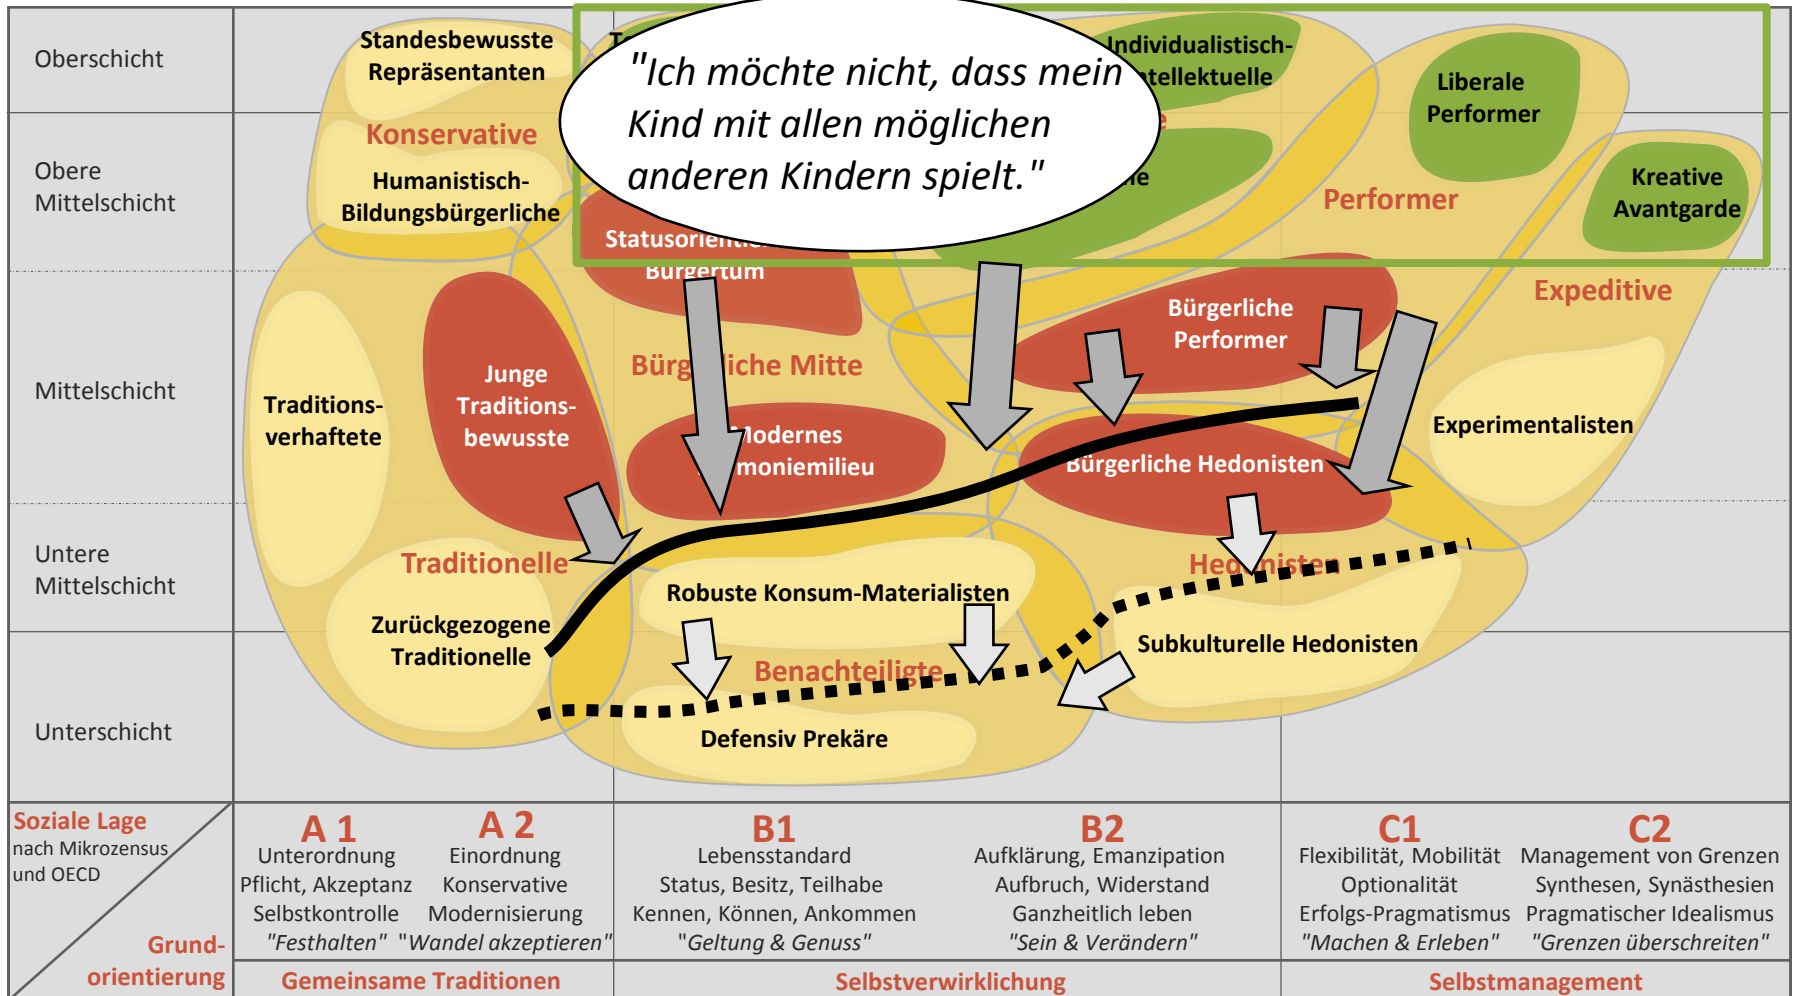 Oberschicht
Obere
Mittelschicht
Mittelschicht
Untere
Mittelschicht
Unterschicht
Standesbewusste
Repräsentanten
Konservative
Humanistisch-
Bildungsbürgerliche
"Ich möchte nicht, dass mein
Kind mit allen möglichen
anderen Kindern spielt."
Individualistisch-
Liberale
Performer
Performer
Kreative
Avantgarde
Expeditive
Bürgertum
Bürgerliche
Performer
Traditions-
verhaftete
Junge
Traditions-
bewusste
Mitte
Modernes
Bürgerliche Hedonisten
Experimentalisten
Traditionelle
Zurückgezogene
Traditionelle
Robuste Konsum-Materialisten
Hedonisten
Subkulturelle Hedonisten
Benachteiligte
Defensiv Prekäre
Soziale Lage
nach Mikrozensus
und OECD
Grund-
orientierung
A 1
Unterordnung
Pflicht, Akzeptanz
Selbstkontrolle
"Festhalten"
A 2
Einordnung
Konservative
Modernisierung
"Wandel akzeptieren"
B1
Lebensstandard
Status, Besitz, Teilhabe
Kennen, Können, Ankommen
"Geltung & Genuss"
B2
Aufklärung, Emanzipation
Aufbruch, Widerstand
Ganzheitlich leben
"Sein & Verändern"
C1
Flexibilität, Mobilität
Optionalität
Erfolgs-Pragmatismus
"Machen & Erleben"
C2
Management von Grenzen
Synthesen, Synästhesien
Pragmatischer Idealismus
"Grenzen überschreiten"
Gemeinsame Traditionen
Selbstverwirklichung
Selbstmanagement